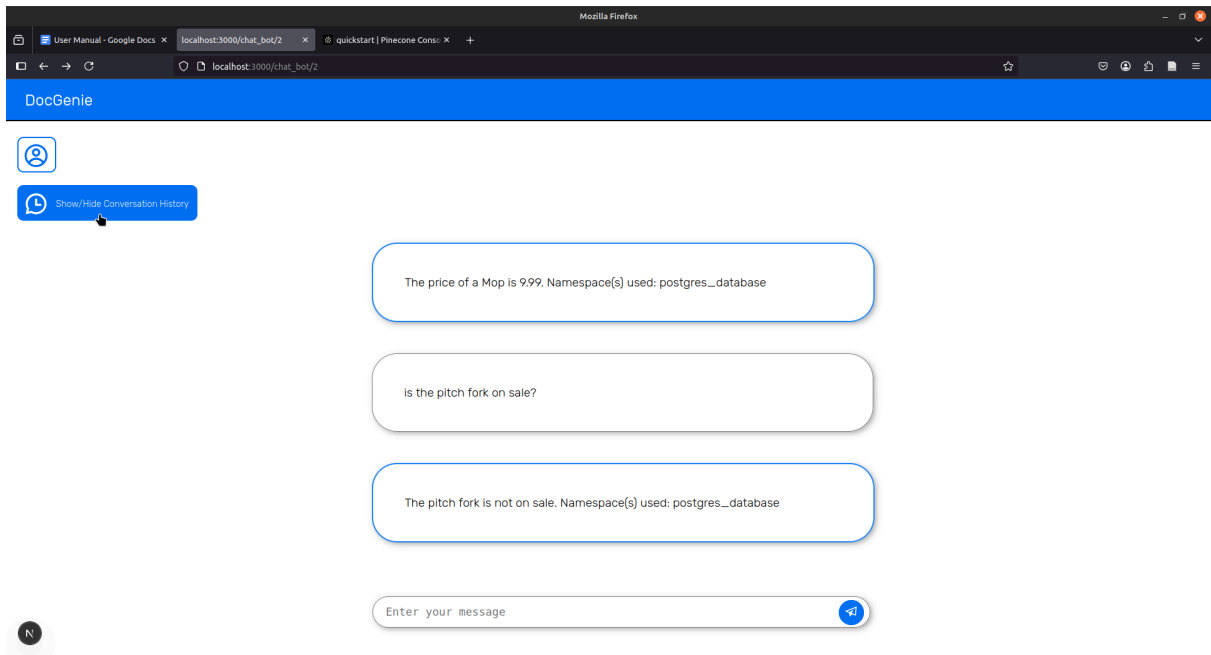 Mozilla Firefox
User Manual - Google Docs
localhost:3000/chat_bot/2
quickstart | Pinecone Conso
localhost:3000/chat_bot/2
DocGenie
Show/Hide Conversation History
The price of a Mop is 9.99. Namespace(s) used: postgres_database
is the pitch fork on sale?
The pitch fork is not on sale. Namespace(s) used: postgres_database
Enter your message
N